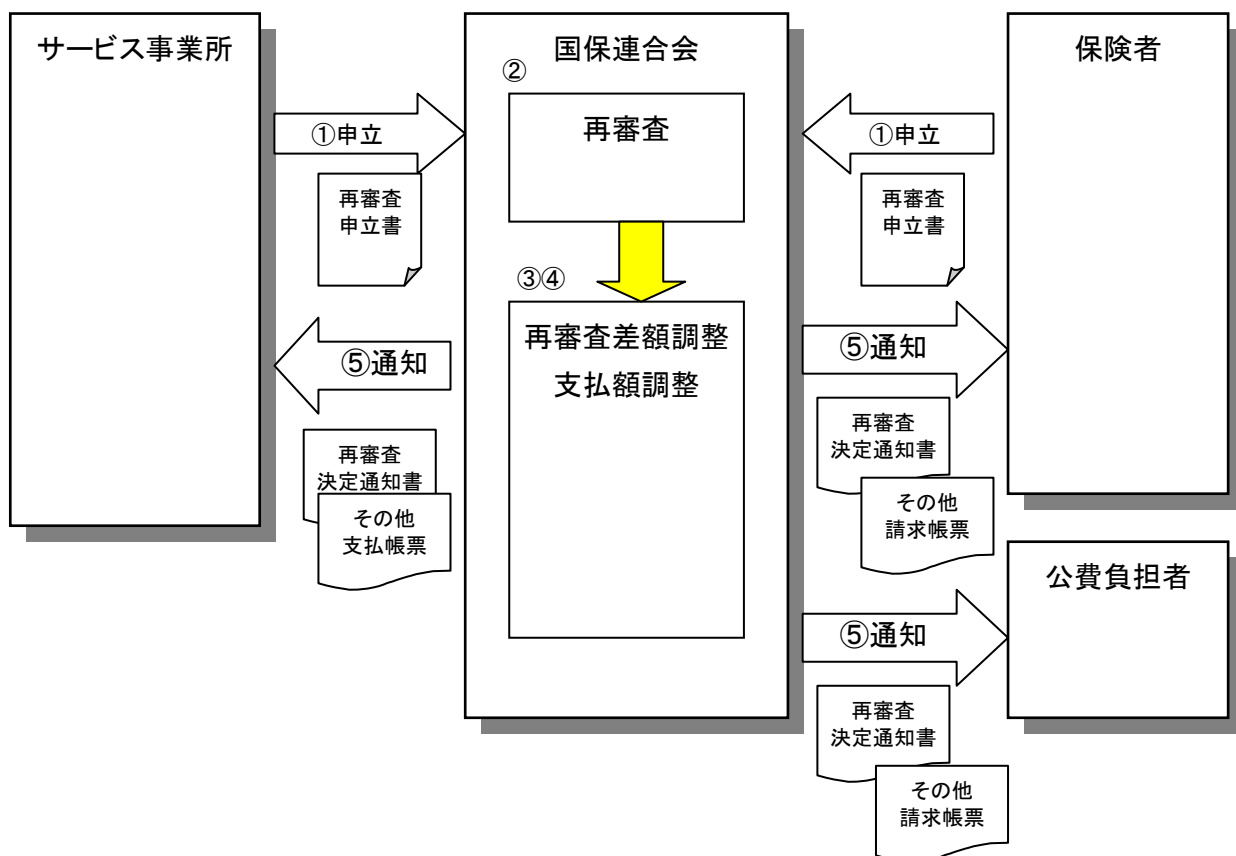 サービス事業所
国保連合会
保険者
②
再審査
①申立
①申立
再審査
申立書
再審査
申立書
③④
再審査差額調整
支払額調整
⑤通知
⑤通知
再審査
決定通知書
その他
支払帳票
再審査
決定通知書
その他
請求帳票
公費負担者
⑤通知
再審査
決定通知書
その他
請求帳票